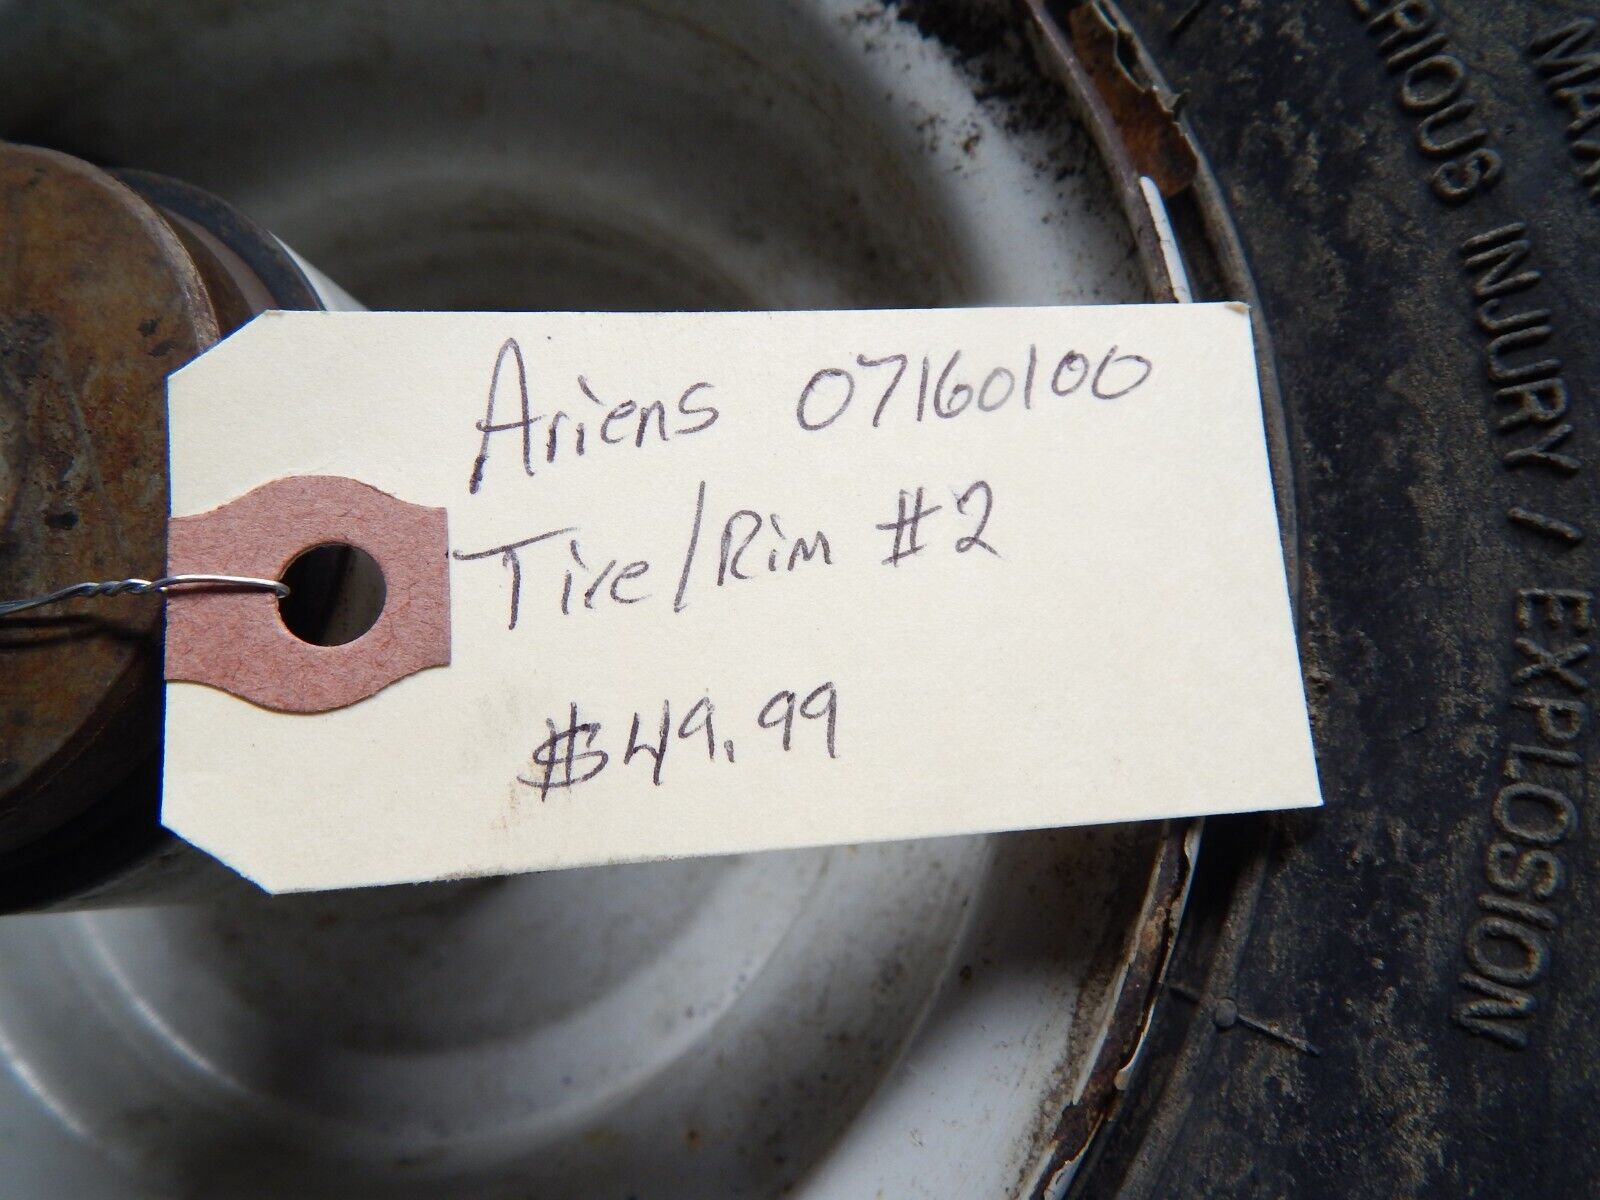 Ariens 07160100
Tire/Rim #2
$49.99
SERIOUS INJURY / EXPLOSION